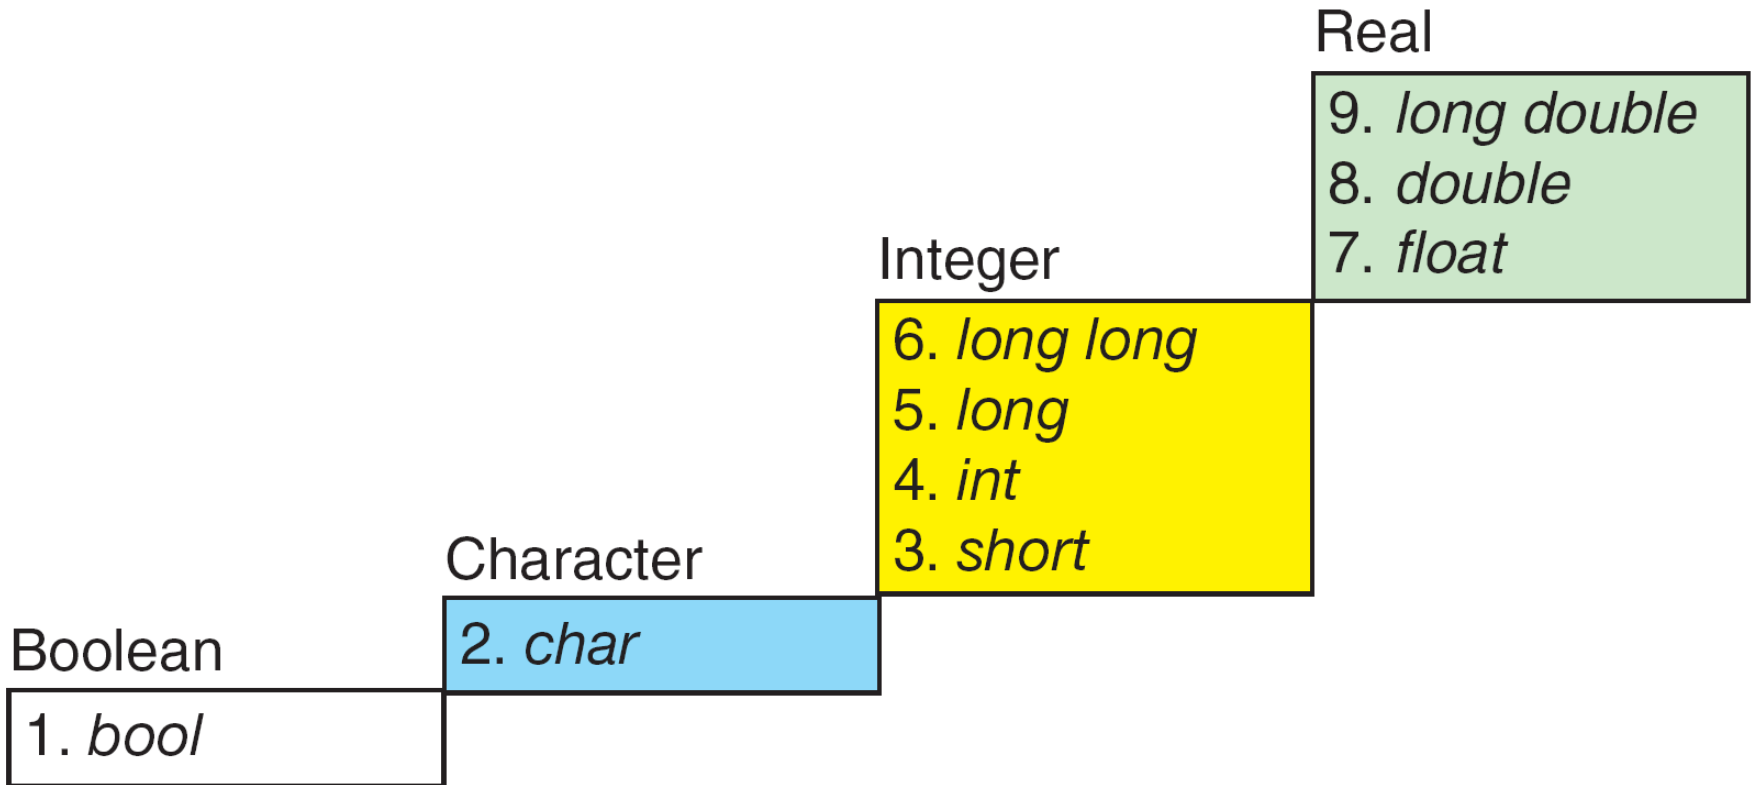 Real
9. long double
8. double
7. float
Integer
6. long long
5. long
4. int
3. short
Character
2. char
Boolean
1. bool